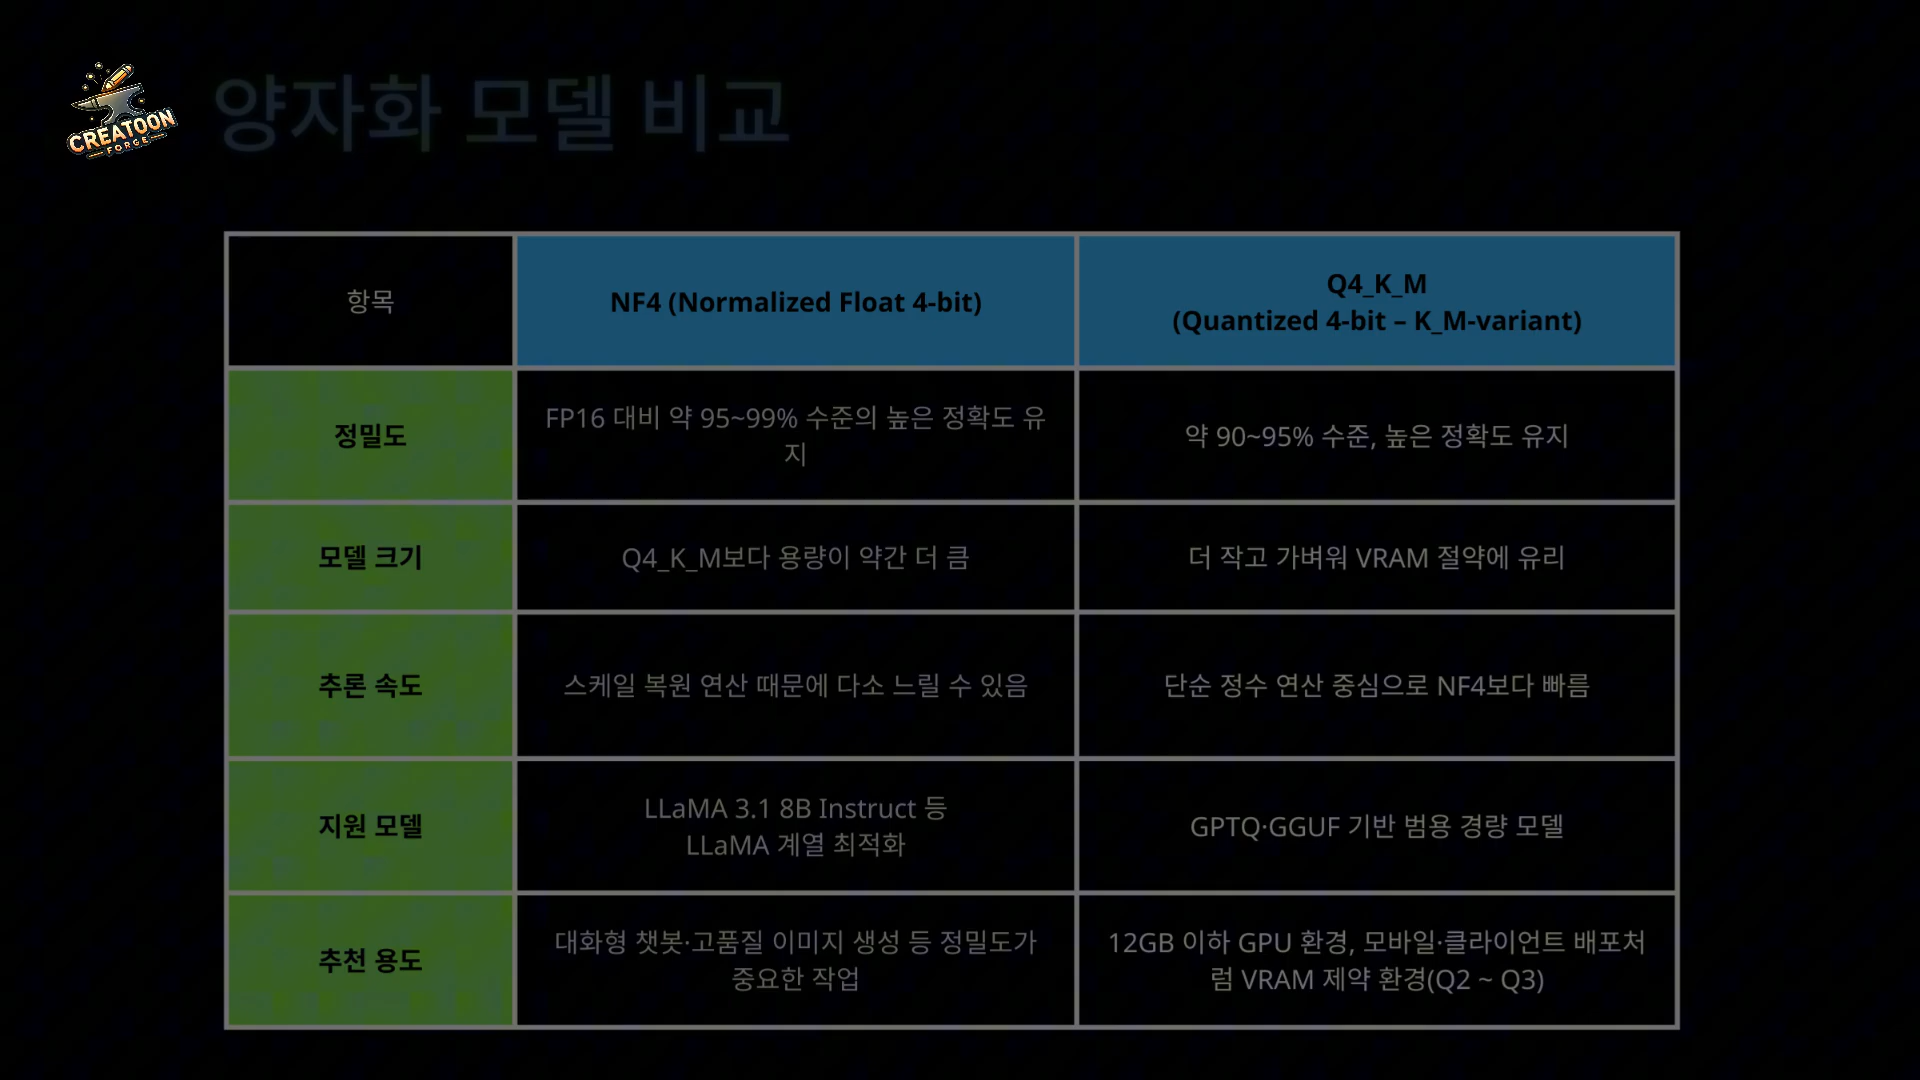 CREATOON
FORGE
양자화 모델 비교
항목
NF4 (Normalized Float 4-bit)
Q4_K_M
(Quantized 4-bit – K_M-variant)
정밀도
FP16 대비 약 95~99% 수준의 높은 정확도 유
지
약 90~95% 수준, 높은 정확도 유지
모델 크기
Q4_K_M보다 용량이 약간 더 큼
더 작고 가벼워 VRAM 절약에 유리
추론 속도
스케일 복원 연산 때문에 다소 느릴 수 있음
단순 정수 연산 중심으로 NF4보다 빠름
지원 모델
LLaMA 3.1 8B Instruct 등
LLaMA 계열 최적화
GPTQ·GGUF 기반 범용 경량 모델
추천 용도
대화형 챗봇·고품질 이미지 생성 등 정밀도가
중요한 작업
12GB 이하 GPU 환경, 모바일·클라이언트 배포처
럼 VRAM 제약 환경(Q2 ~ Q3)